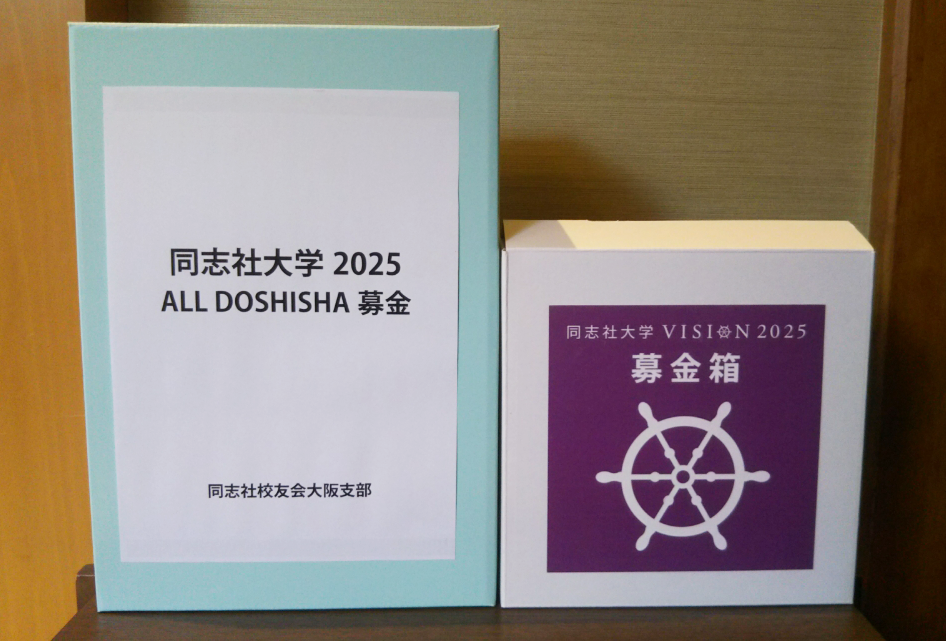 同志社大学 2025
ALL DOSHISHA 募金
同志社校友会大阪支部
同志社大学 VISION 2025
募金箱